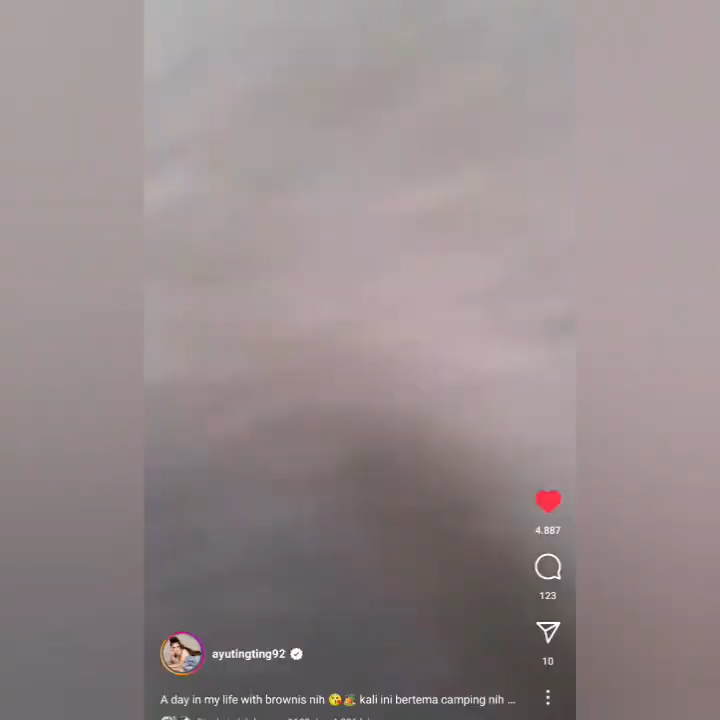 4.887
123
10
ayutingting92
A day in my life with brownis nih 😘🏕️ kali ini bertema camping nih ...